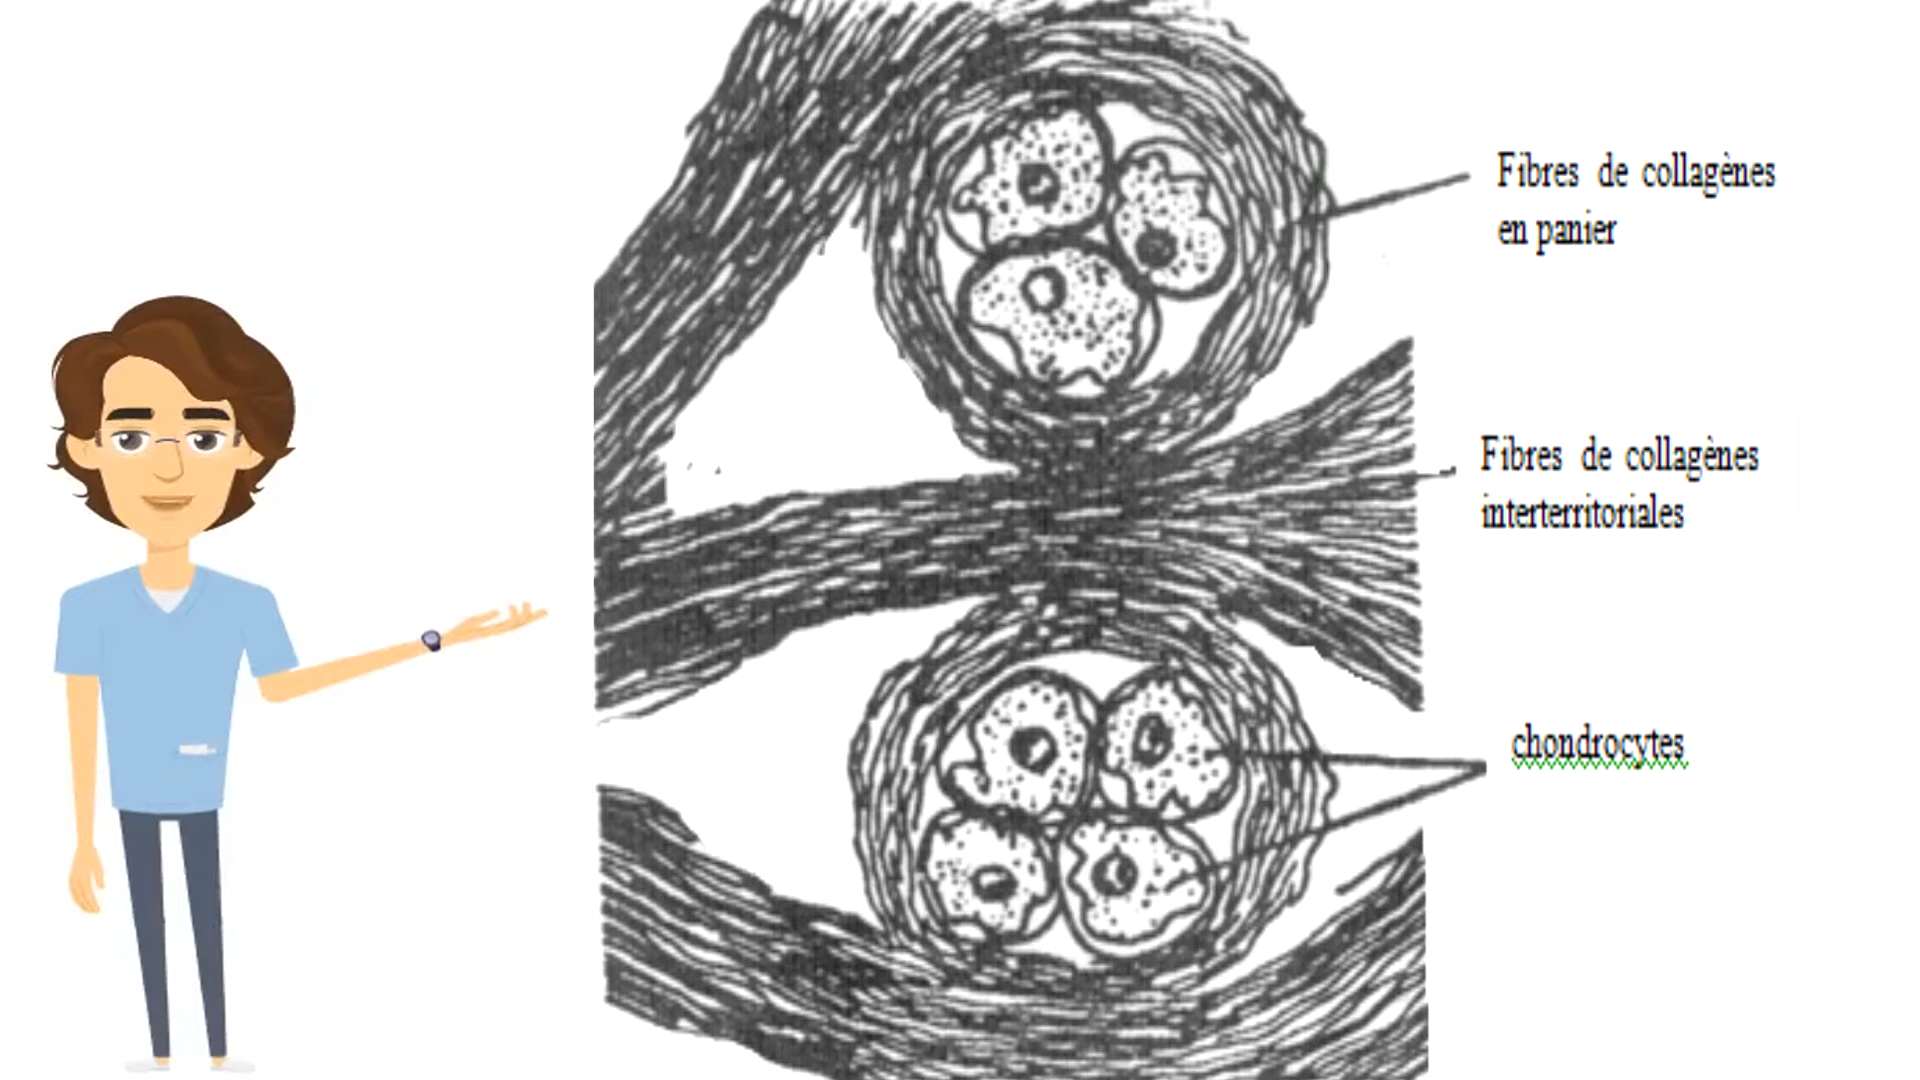 Fibres de collagènes
en panier
Fibres de collagènes
interterritoriales
chondrocytes